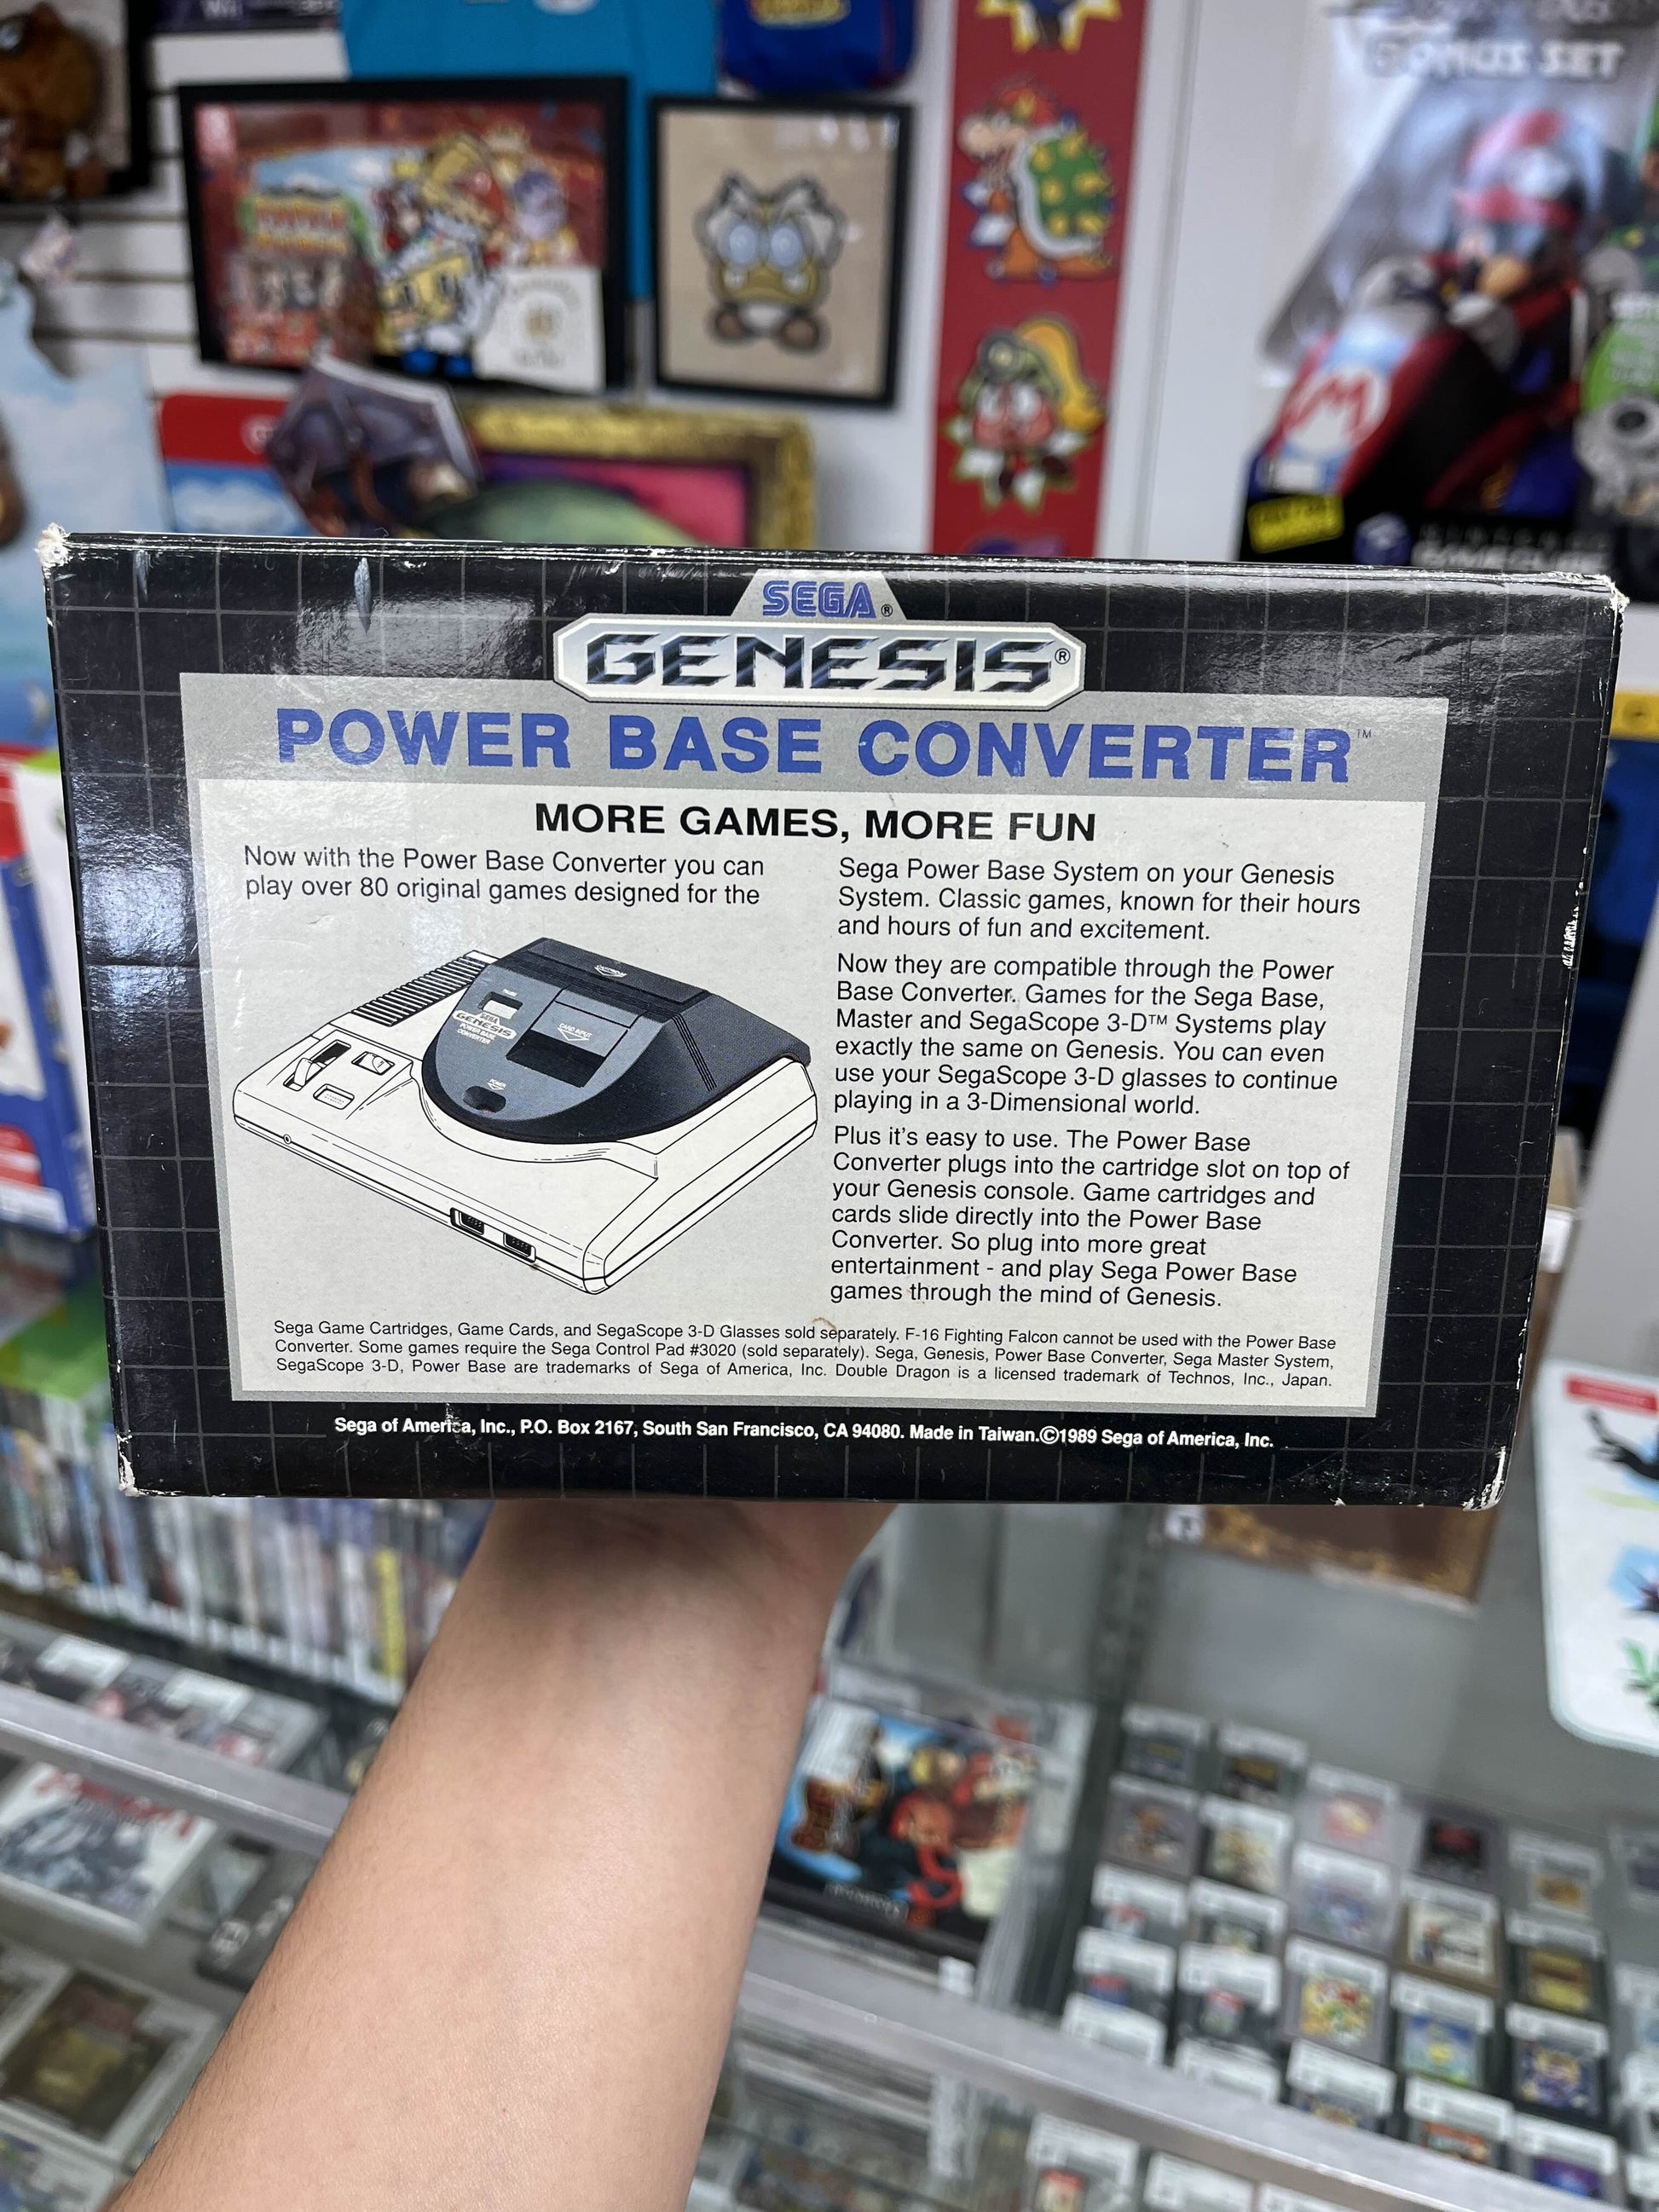 BONUS SET
SEGA®
GENESIS®
POWER BASE CONVERTER™
MORE GAMES, MORE FUN
Now with the Power Base Converter you can
play over 80 original games designed for the
Sega Power Base System on your Genesis
System. Classic games, known for their hours
and hours of fun and excitement.
Now they are compatible through the Power
Base Converter. Games for the Sega Base,
Master and SegaScope 3-D™ Systems play
exactly the same on Genesis. You can even
use your SegaScope 3-D glasses to continue
playing in a 3-Dimensional world.
Plus it's easy to use. The Power Base
Converter plugs into the cartridge slot on top of
your Genesis console. Game cartridges and
cards slide directly into the Power Base
Converter. So plug into more great
entertainment - and play Sega Power Base
games through the mind of Genesis.
SEGA
GENESIS
POWER BASE
CONVERTER
CARD INPUT
POWER
Sega Game Cartridges, Game Cards, and SegaScope 3-D Glasses sold separately. F-16 Fighting Falcon cannot be used with the Power Base
Converter. Some games require the Sega Control Pad #3020 (sold separately). Sega, Genesis, Power Base Converter, Sega Master System,
SegaScope 3-D, Power Base are trademarks of Sega of America, Inc. Double Dragon is a licensed trademark of Technos, Inc., Japan.
Sega of America, Inc., P.O. Box 2167, South San Francisco, CA 94080. Made in Taiwan.©1989 Sega of America, Inc.